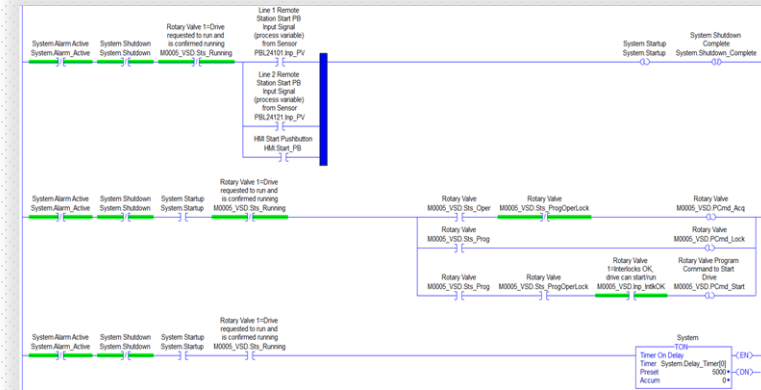 Line 1 Remote
Station Start PB
Input Signal
(process variable)
from Sensor
PBL24101.Inp_PV
Rotary Valve 1=Drive
requested to run and
is confirmed running
M0005_VSD.Sts_Running
System.Alarm Active
System.Alarm_Active
System.Shutdown
System.Shutdown
System Startup
System.Startup
System Shutdown
Complete
System.Shutdown_Complete
Line 2 Remote
Station Start PB
Input Signal
(process variable)
from Sensor
PBL24121.Inp_PV
HMI Start Pushbutton
HMI.Start_PB
System.Alarm Active
System.Alarm_Active
System.Shutdown
System.Shutdown
System Startup
System.Startup
Rotary Valve 1=Drive
requested to run and
is confirmed running
M0005_VSD.Sts_Running
Rotary Valve
M0005_VSD.Sts_Oper
Rotary Valve
M0005_VSD.Sts_ProgOperLock
Rotary Valve
M0005_VSD.PCmd_Acq
Rotary Valve
M0005_VSD.Sts_Prog
Rotary Valve
M0005_VSD.PCmd_Lock
Rotary Valve
M0005_VSD.Sts_Prog
Rotary Valve
M0005_VSD.Sts_ProgOperLock
Rotary Valve
1=Interlocks OK,
drive can start/run
M0005_VSD.Inp_IntlkOK
Rotary Valve Program
Command to Start
Drive
M0005_VSD.PCmd_Start
System.Alarm Active
System.Alarm_Active
System.Shutdown
System.Shutdown
System Startup
System.Startup
Rotary Valve 1=Drive
requested to run and
is confirmed running
M0005_VSD.Sts_Running
System
TON
Timer On Delay
Timer System.Delay_Timer[0]
Preset 5000
Accum 0
EN
DN